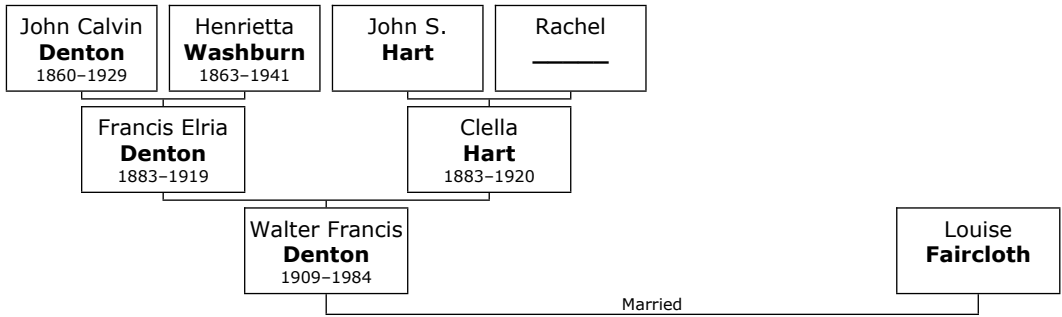 John Calvin
Denton
1860–1929
Henrietta
Washburn
1863–1941
John S.
Hart
Rachel
______
Francis Elria
Denton
1883–1919
Clella
Hart
1883–1920
Walter Francis
Denton
1909–1984
Louise
Faircloth
Married